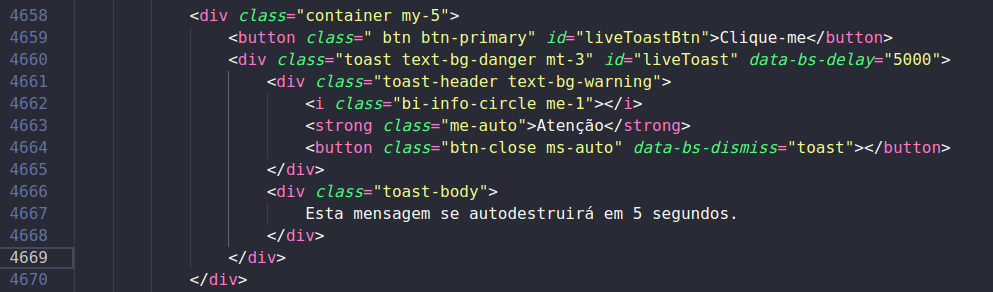 4658 <div class="container my-5">
4659 <button class=" btn btn-primary" id="liveToastBtn">Clique-me</button>
4660 <div class="toast text-bg-danger mt-3" id="liveToast" data-bs-delay="5000">
4661 <div class="toast-header text-bg-warning">
4662 <i class="bi-info-circle me-1"></i>
4663 <strong class="me-auto">Atenção</strong>
4664 <button class="btn-close ms-auto" data-bs-dismiss="toast"></button>
4665 </div>
4666 <div class="toast-body">
4667 Esta mensagem se autodestruirá em 5 segundos.
4668 </div>
4669 </div>
4670 </div>